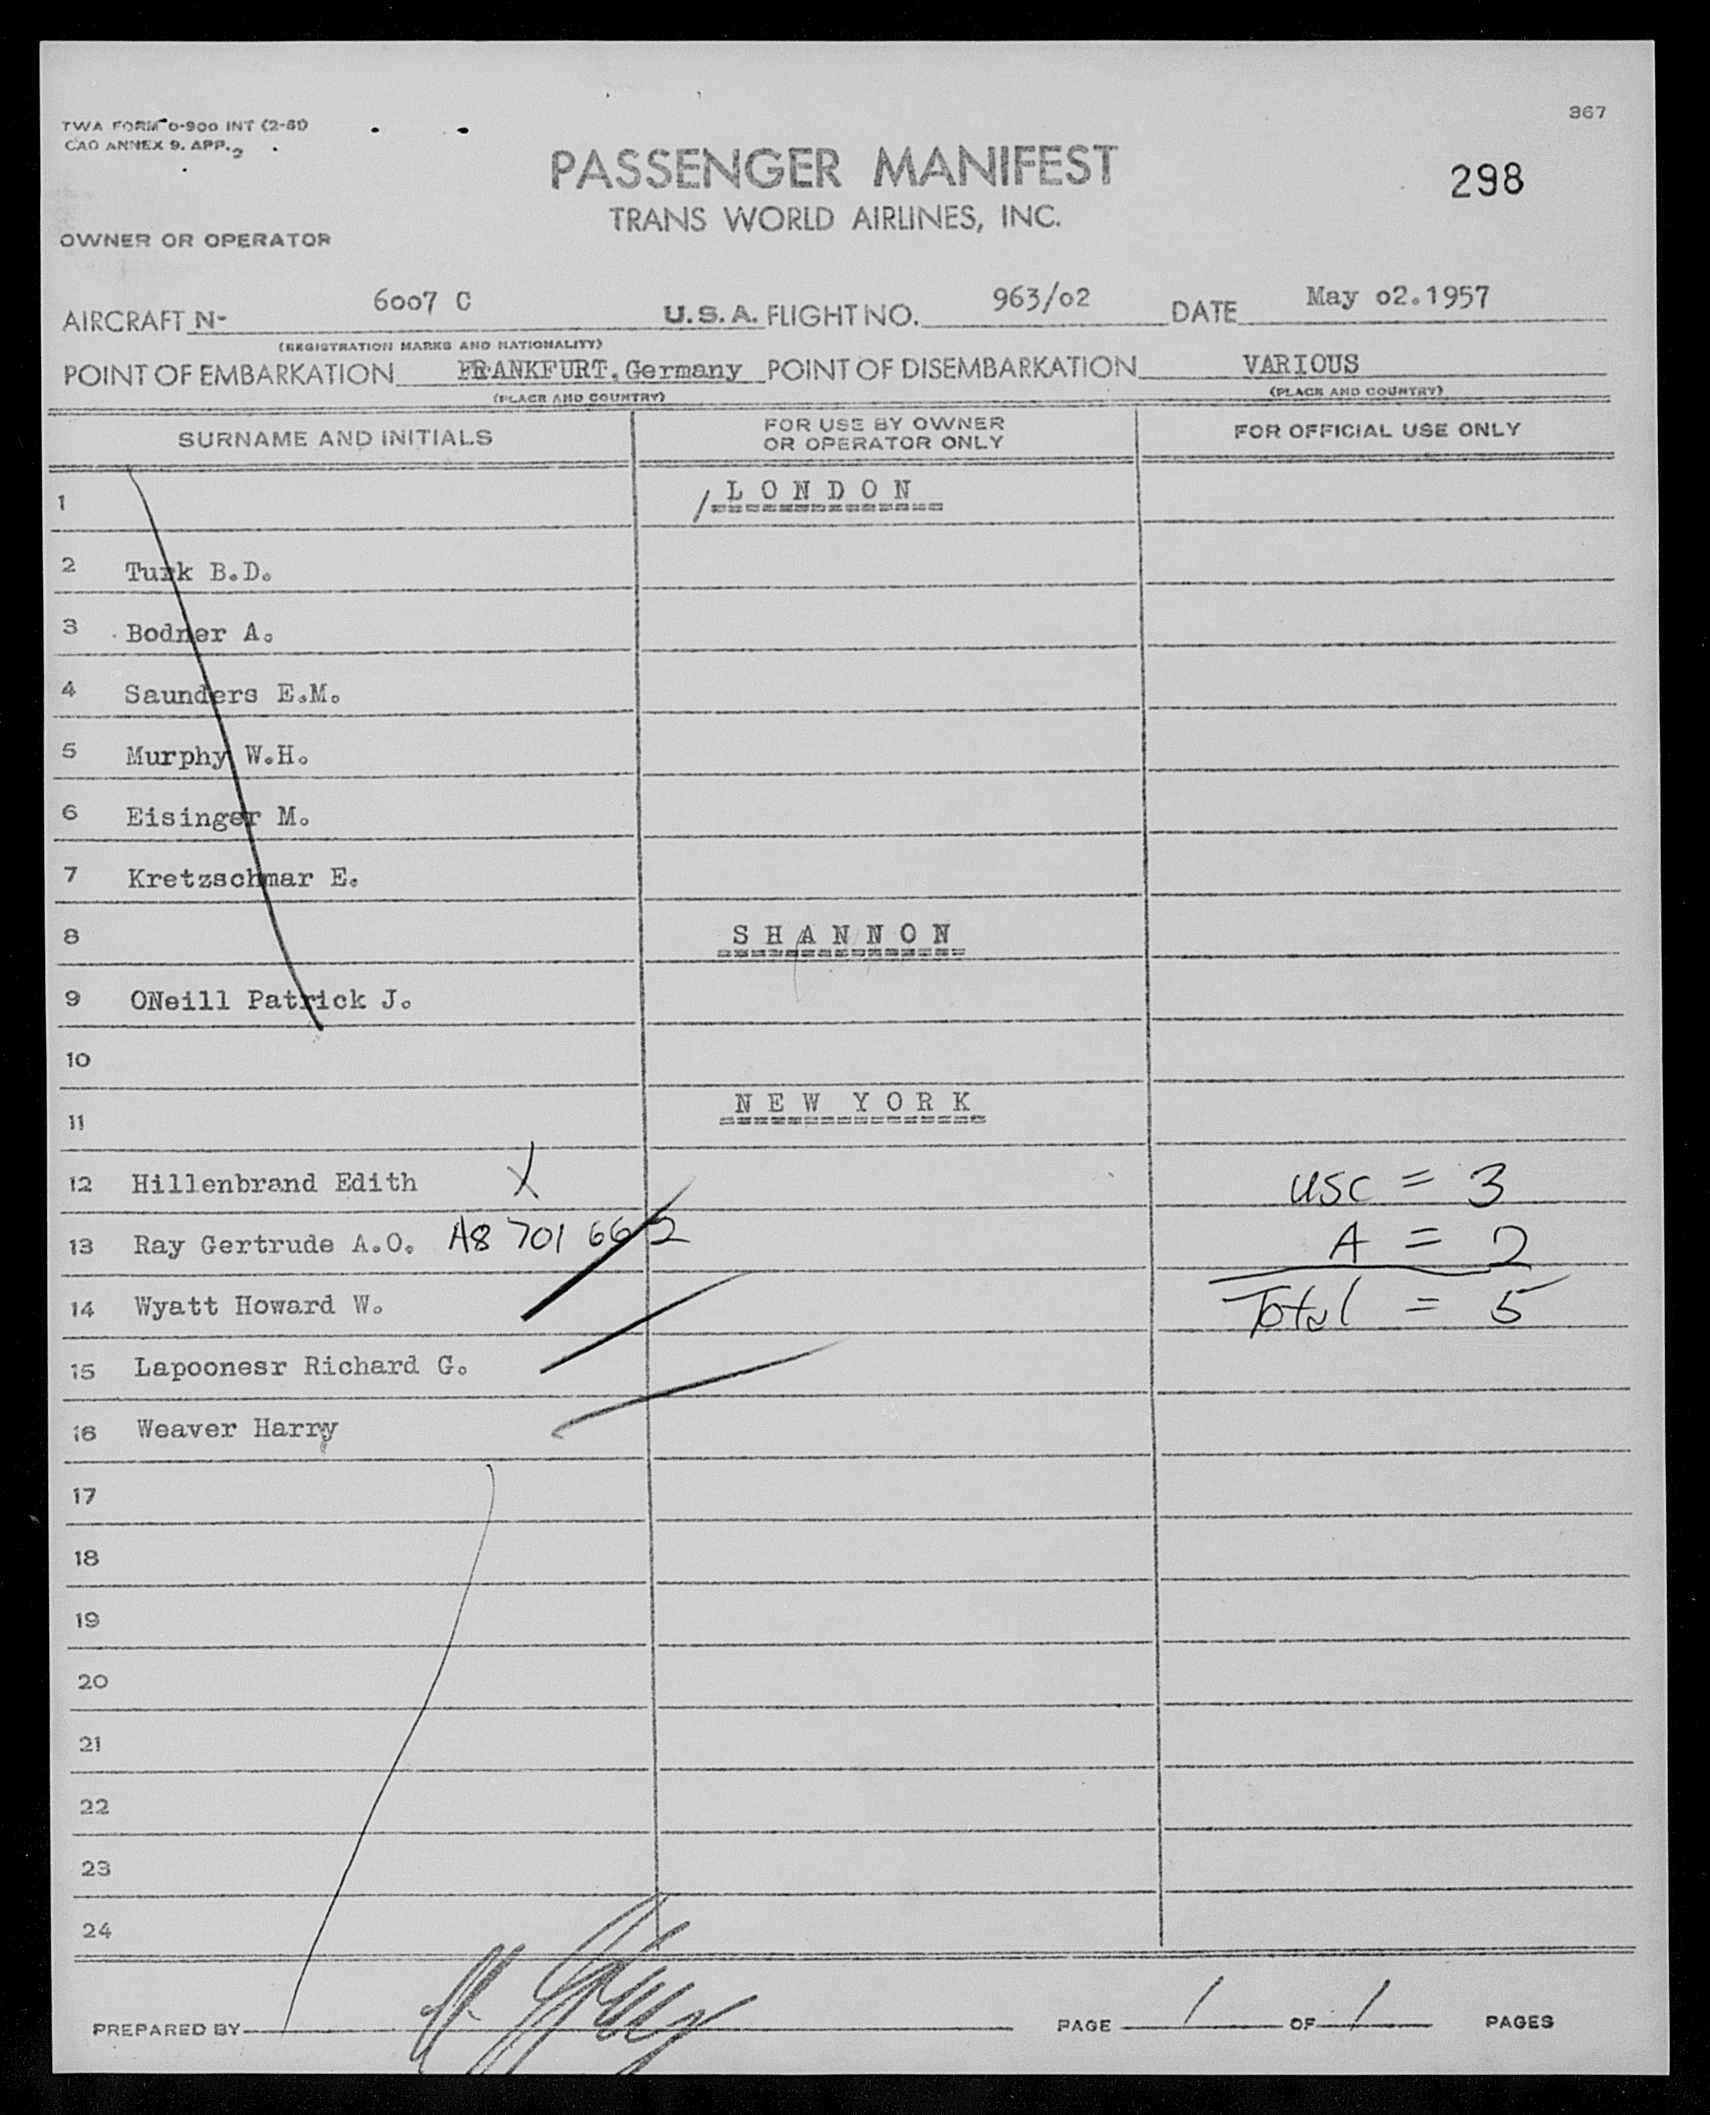 367
TWA FORM 0-900 INT (2-51)
CAO ANNEX 9. APP. 2
PASSENGER MANIFEST
298
TRANS WORLD AIRLINES, INC.
OWNER OR OPERATOR
AIRCRAFT N- 6007 C U.S.A. FLIGHT NO. 963/02 DATE May 02.1957
(REGISTRATION MARKS AND NATIONALITY)
POINT OF EMBARKATION FRANKFURT. Germany POINT OF DISEMBARKATION VARIOUS
(PLACE AND COUNTRY) (PLACE AND COUNTRY)
SURNAME AND INITIALS FOR USE BY OWNER OR OPERATOR ONLY FOR OFFICIAL USE ONLY
1 LONDON
2 Turk B.D.
3 Bodner A.
4 Saunders E.M.
5 Murphy W.H.
6 Eisinger M.
7 Kretzschmar E.
8 SHANNON
9 ONeill Patrick J.
10
11 NEW YORK
12 Hillenbrand Edith X USC = 3
13 Ray Gertrude A.O. A8 701 662 A = 2
14 Wyatt Howard W. Total = 5
15 Lapoonesr Richard G.
16 Weaver Harry
17
18
19
20
21
22
23
24
PREPARED BY PAGE 1 OF 1 PAGES